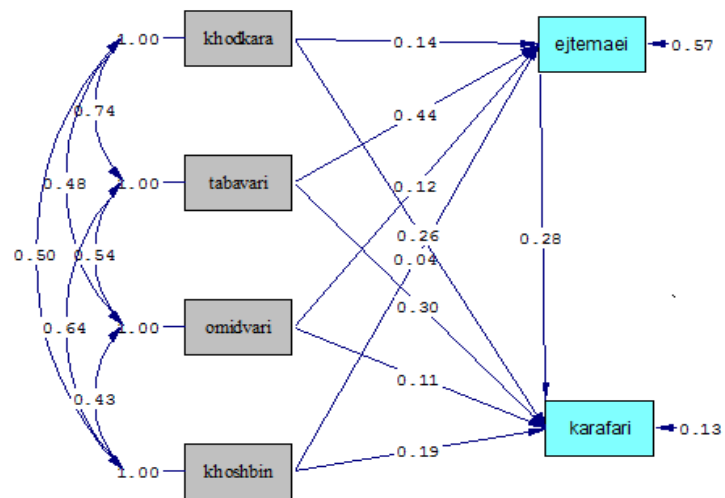 1.00 khodkara 0.14 ejtemaei 0.57
0.74
0.44
0.48 1.00 tabavari 0.12
0.26
0.28
0.50 0.54 0.04
0.30
0.64 1.00 omidvari
0.11
0.43
karafari 0.13
0.19
1.00 khoshbin